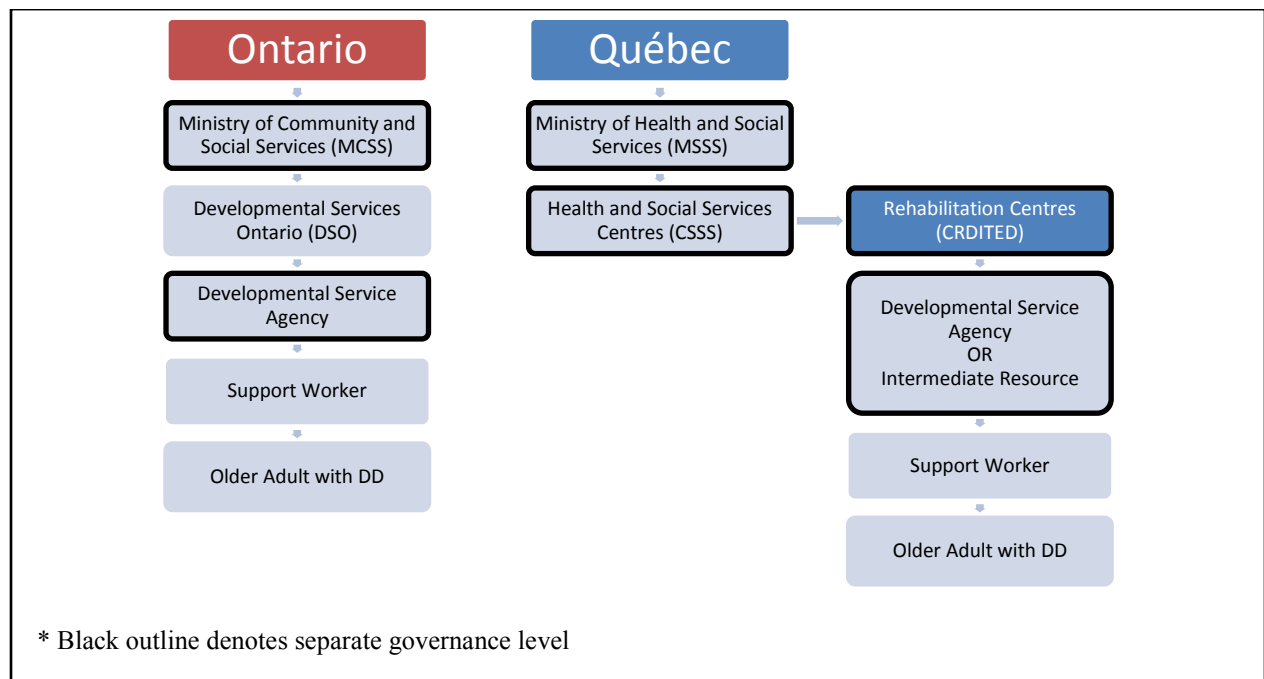 Ontario
Ministry of Community and
Social Services (MCSS)
Developmental Services
Ontario (DSO)
Developmental Service
Agency
Support Worker
Older Adult with DD
Québec
Ministry of Health and Social
Services (MSSS)
Health and Social Services
Centres (CSSS)
Rehabilitation Centres
(CRDITED)
Developmental Service
Agency
OR
Intermediate Resource
Support Worker
Older Adult with DD
* Black outline denotes separate governance level